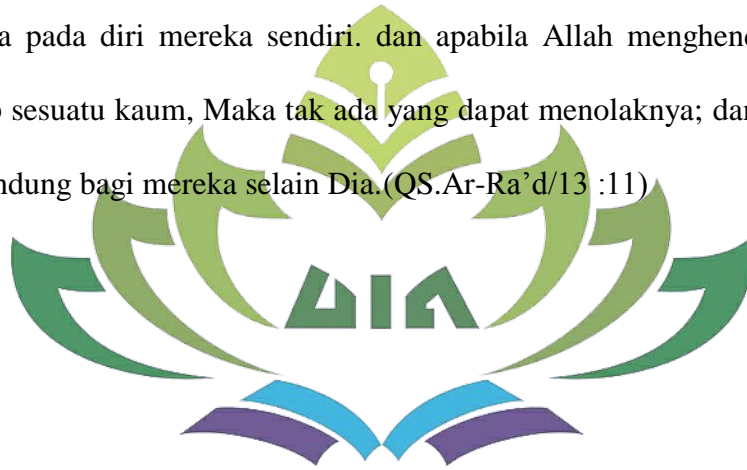 pada diri mereka sendiri. dan apabila Allah
sesuatu kaum, Maka tak ada yang dapat menolaknya;
bagi mereka selain Dia.(QS.Ar-Ra’d/13 :11)
UIN